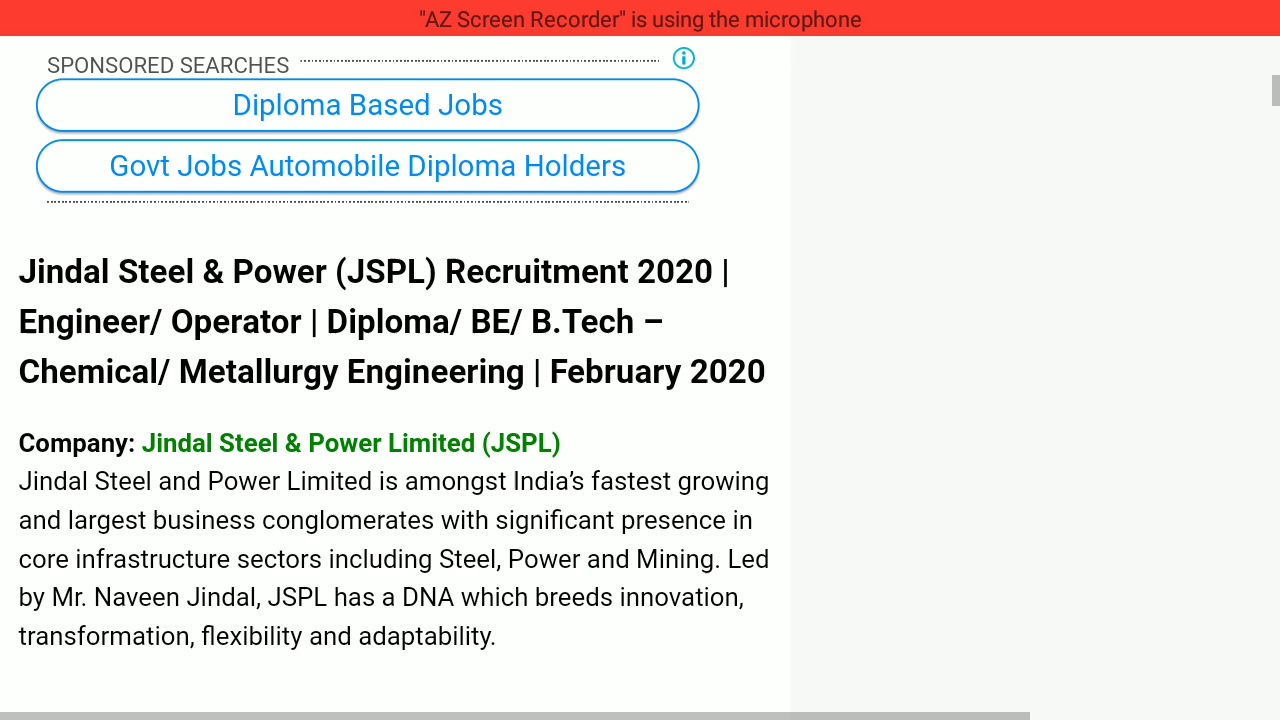 "AZ Screen Recorder" is using the microphone
SPONSORED SEARCHES
Diploma Based Jobs
Govt Jobs Automobile Diploma Holders
Jindal Steel & Power (JSPL) Recruitment 2020 |
Engineer/ Operator | Diploma/ BE/ B.Tech –
Chemical/ Metallurgy Engineering | February 2020
Company: Jindal Steel & Power Limited (JSPL)
Jindal Steel and Power Limited is amongst India’s fastest growing
and largest business conglomerates with significant presence in
core infrastructure sectors including Steel, Power and Mining. Led
by Mr. Naveen Jindal, JSPL has a DNA which breeds innovation,
transformation, flexibility and adaptability.